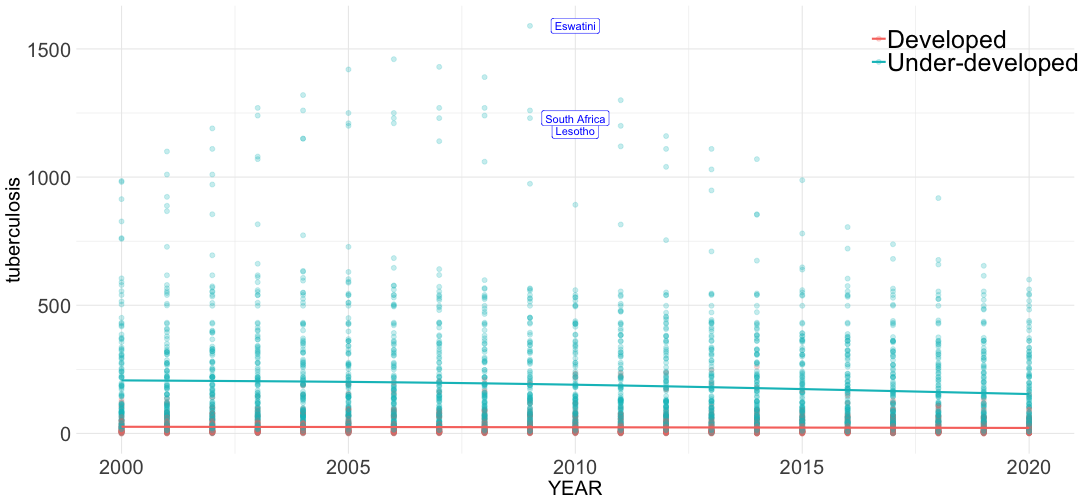 Eswatini
Developed
Under-developed
1500
South Africa
Lesotho
1000
tuberculosis
500
0
2000 2005 2010 2015 2020
YEAR